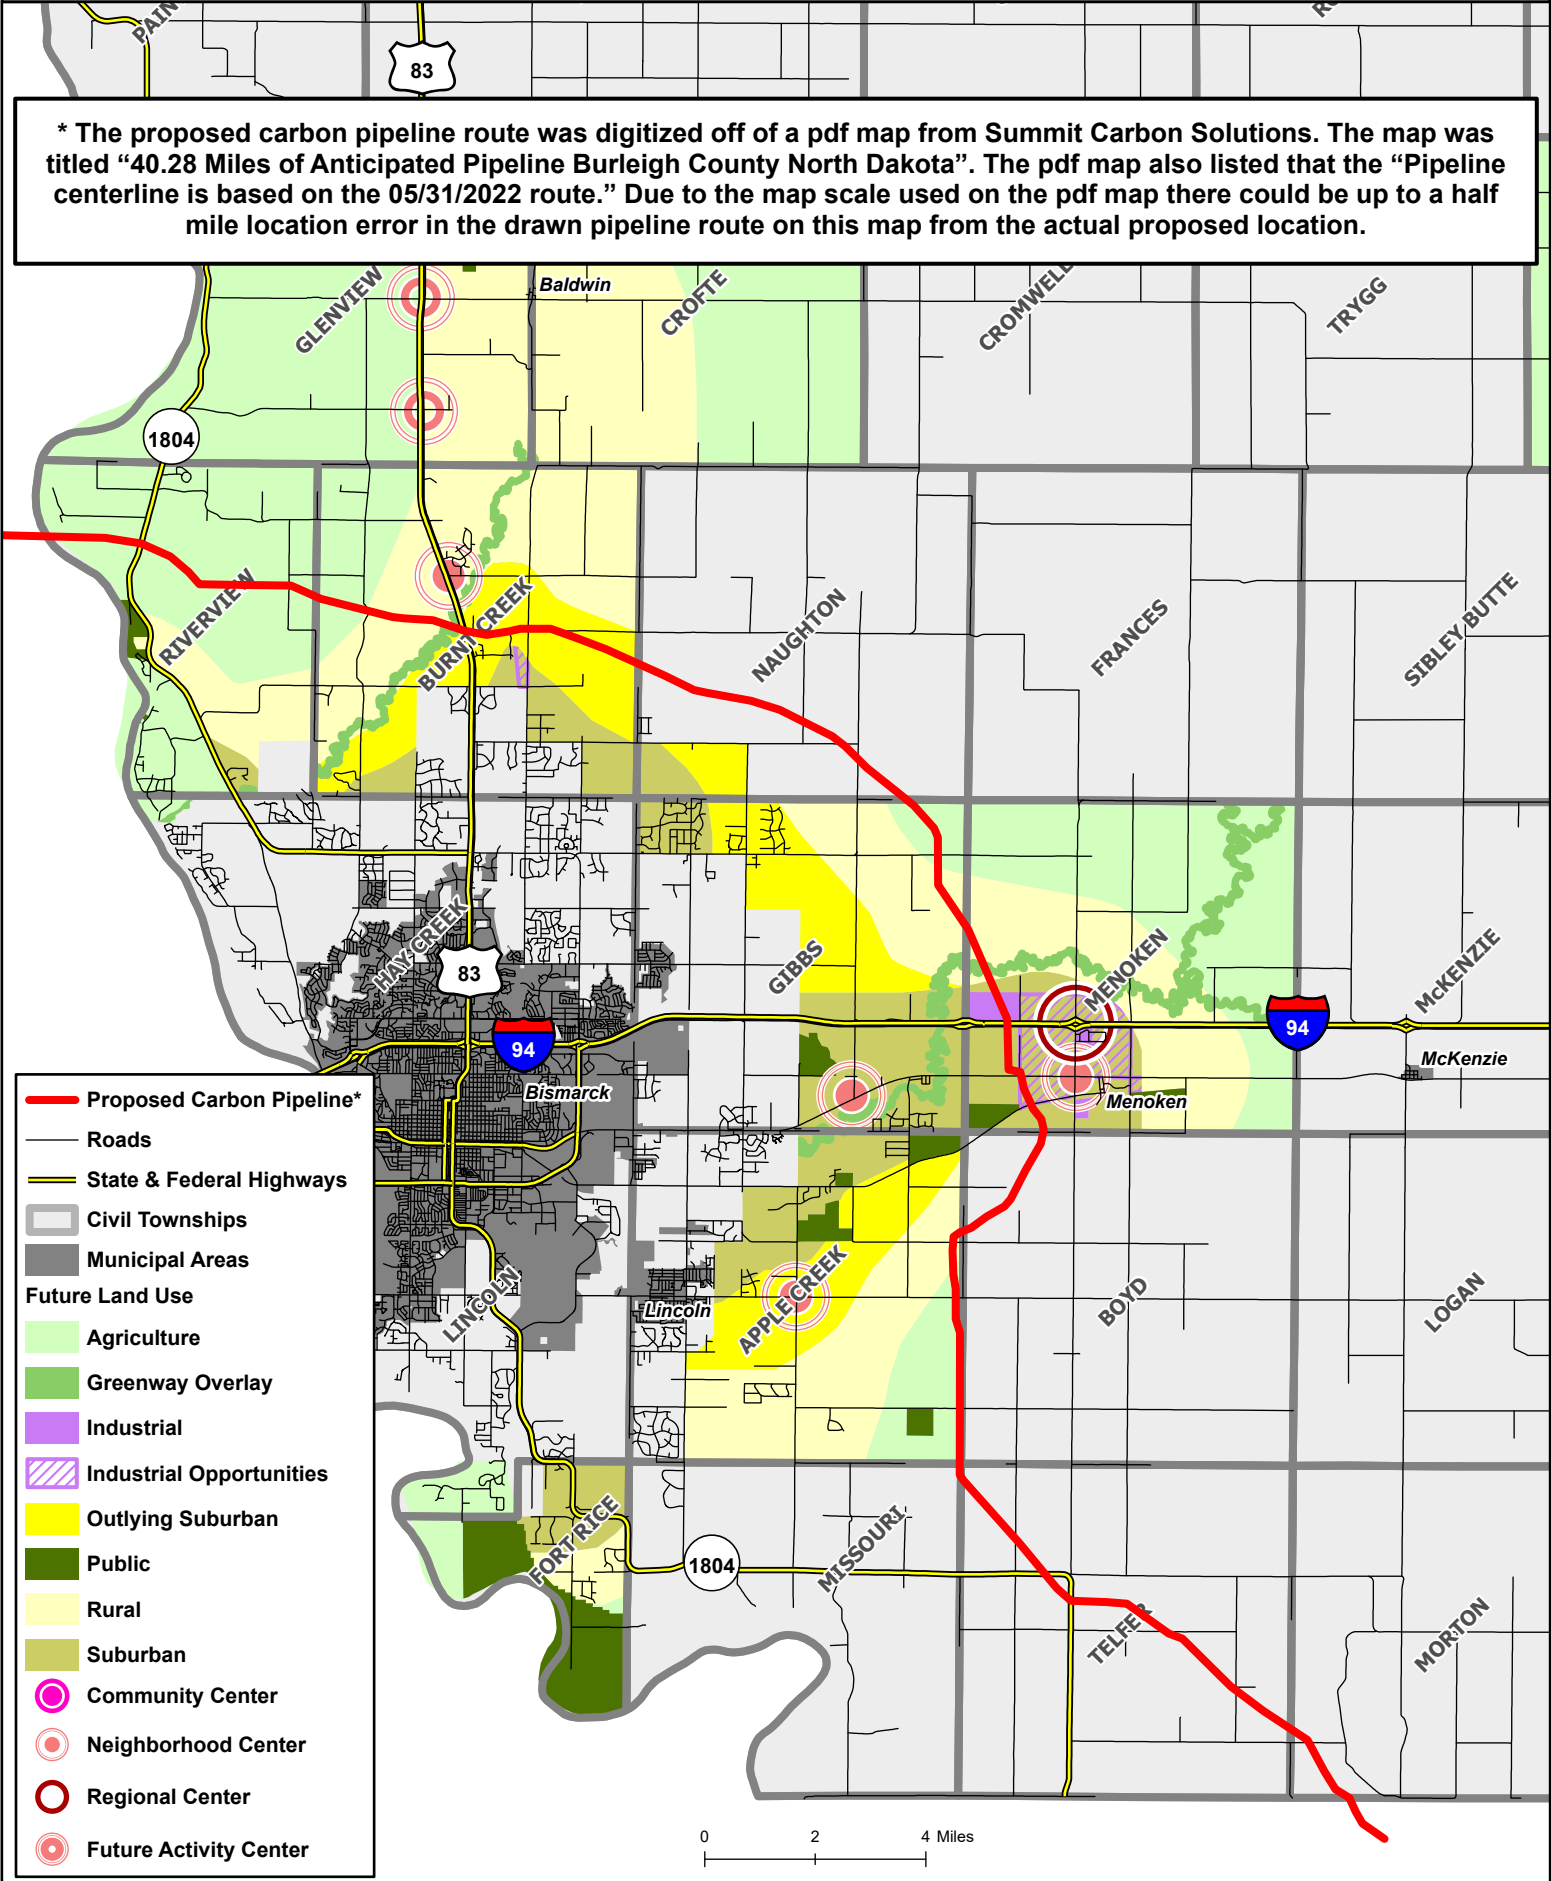 PAIN
83
* The proposed carbon pipeline route was digitized off of a pdf map from Summit Carbon Solutions. The map was
titled “40.28 Miles of Anticipated Pipeline Burleigh County North Dakota”. The pdf map also listed that the “Pipeline
centerline is based on the 05/31/2022 route.” Due to the map scale used on the pdf map there could be up to a half
mile location error in the drawn pipeline route on this map from the actual proposed location.
GLENVIEW
Baldwin
CROFTE
CROMWELL
TRYGG
1804
RIVERVIEW
BURNT CREEK
NAUGHTON
FRANCES
SIBLEY BUTTE
HAY CREEK
83
GIBBS
MENOKEN
McKENZIE
94
94
Bismarck
McKenzie
Menoken
LINCOLN
Lincoln
APPLE CREEK
BOYD
LOGAN
FORT RICE
1804
MISSOURI
TELFER
MORTON
Proposed Carbon Pipeline*
Roads
State & Federal Highways
Civil Townships
Municipal Areas
Future Land Use
Agriculture
Greenway Overlay
Industrial
Industrial Opportunities
Outlying Suburban
Public
Rural
Suburban
Community Center
Neighborhood Center
Regional Center
Future Activity Center
0 2 4 Miles